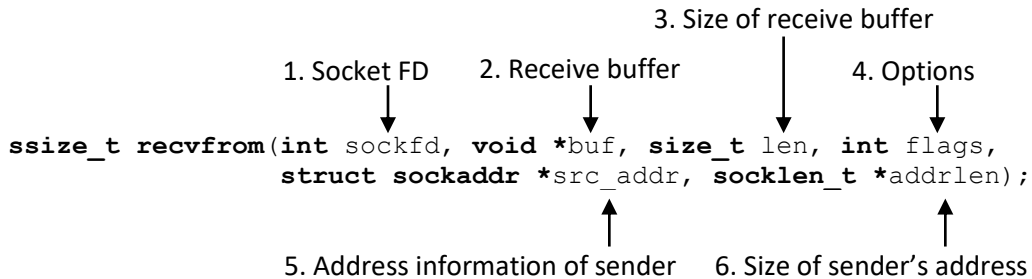 3. Size of receive buffer
1. Socket FD 2. Receive buffer 4. Options
ssize_t recvfrom(int sockfd, void *buf, size_t len, int flags,
struct sockaddr *src_addr, socklen_t *addrlen);
5. Address information of sender 6. Size of sender's address